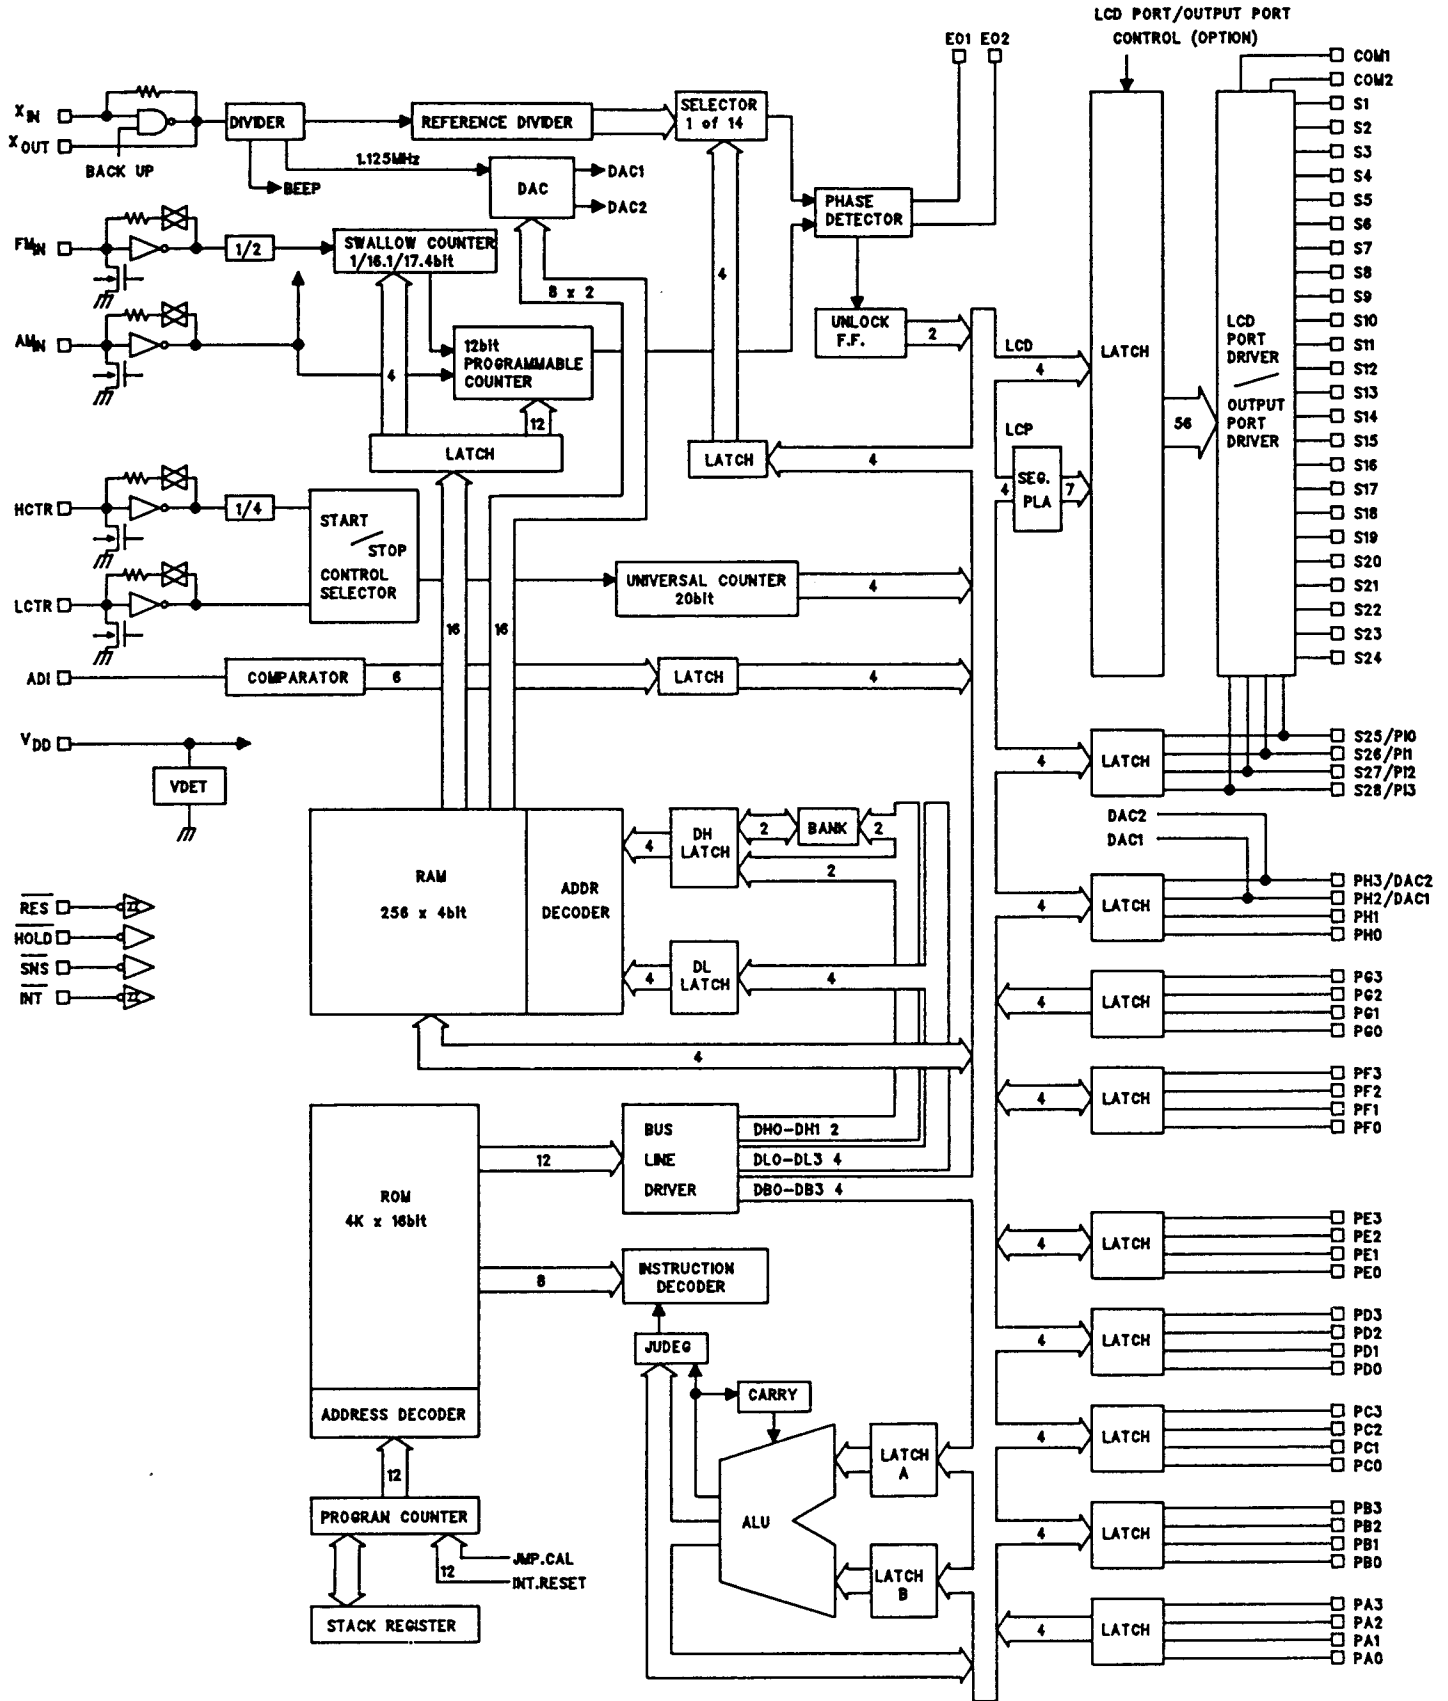 LCD PORT/OUTPUT PORT
CONTROL (OPTION)
EO1 EO2
COM1
COM2
XIN
XOUT
BACK UP
DIVIDER
REFERENCE DIVIDER
SELECTOR
1 of 14
1.125MHz
BEEP
DAC
DAC1
DAC2
PHASE
DETECTOR
FMIN
1/2
SWALLOW COUNTER
1/16.1/17.4bit
8 x 2
4
AMIN
12bit
PROGRAMMABLE
COUNTER
4
12
LATCH
UNLOCK
F.F.
2
LCD
4
LATCH
LCP
4
SEG.
PLA
7
LATCH
56
LCD
PORT
DRIVER
OUTPUT
PORT
DRIVER
4
S1
S2
S3
S4
S5
S6
S7
S8
S9
S10
S11
S12
S13
S14
S15
S16
S17
S18
S19
S20
S21
S22
S23
S24
HCTR
1/4
START
STOP
CONTROL
SELECTOR
LCTR
UNIVERSAL COUNTER
20bit
4
16
16
ADI
COMPARATOR
6
LATCH
4
VDD
VDET
4
LATCH
S25/PI0
S26/PI1
S27/PI2
S28/PI3
DAC2
DAC1
RAM
256 x 4bit
ADDR
DECODER
4
DH
LATCH
2
BANK
2
2
4
DL
LATCH
4
4
RES
HOLD
SNS
INT
4
LATCH
PH3/DAC2
PH2/DAC1
PH1
PH0
4
LATCH
PG3
PG2
PG1
PG0
4
LATCH
PF3
PF2
PF1
PF0
ROM
4K x 16bit
12
BUS
LINE
DRIVER
DH0-DH1 2
DL0-DL3 4
DB0-DB3 4
8
INSTRUCTION
DECODER
4
LATCH
PE3
PE2
PE1
PE0
JUDEG
CARRY
4
LATCH
PD3
PD2
PD1
PD0
ADDRESS DECODER
12
PROGRAN COUNTER
12
JMP.CAL
INT.RESET
STACK REGISTER
ALU
LATCH
A
LATCH
B
4
LATCH
PC3
PC2
PC1
PC0
4
LATCH
PB3
PB2
PB1
PB0
4
LATCH
PA3
PA2
PA1
PA0